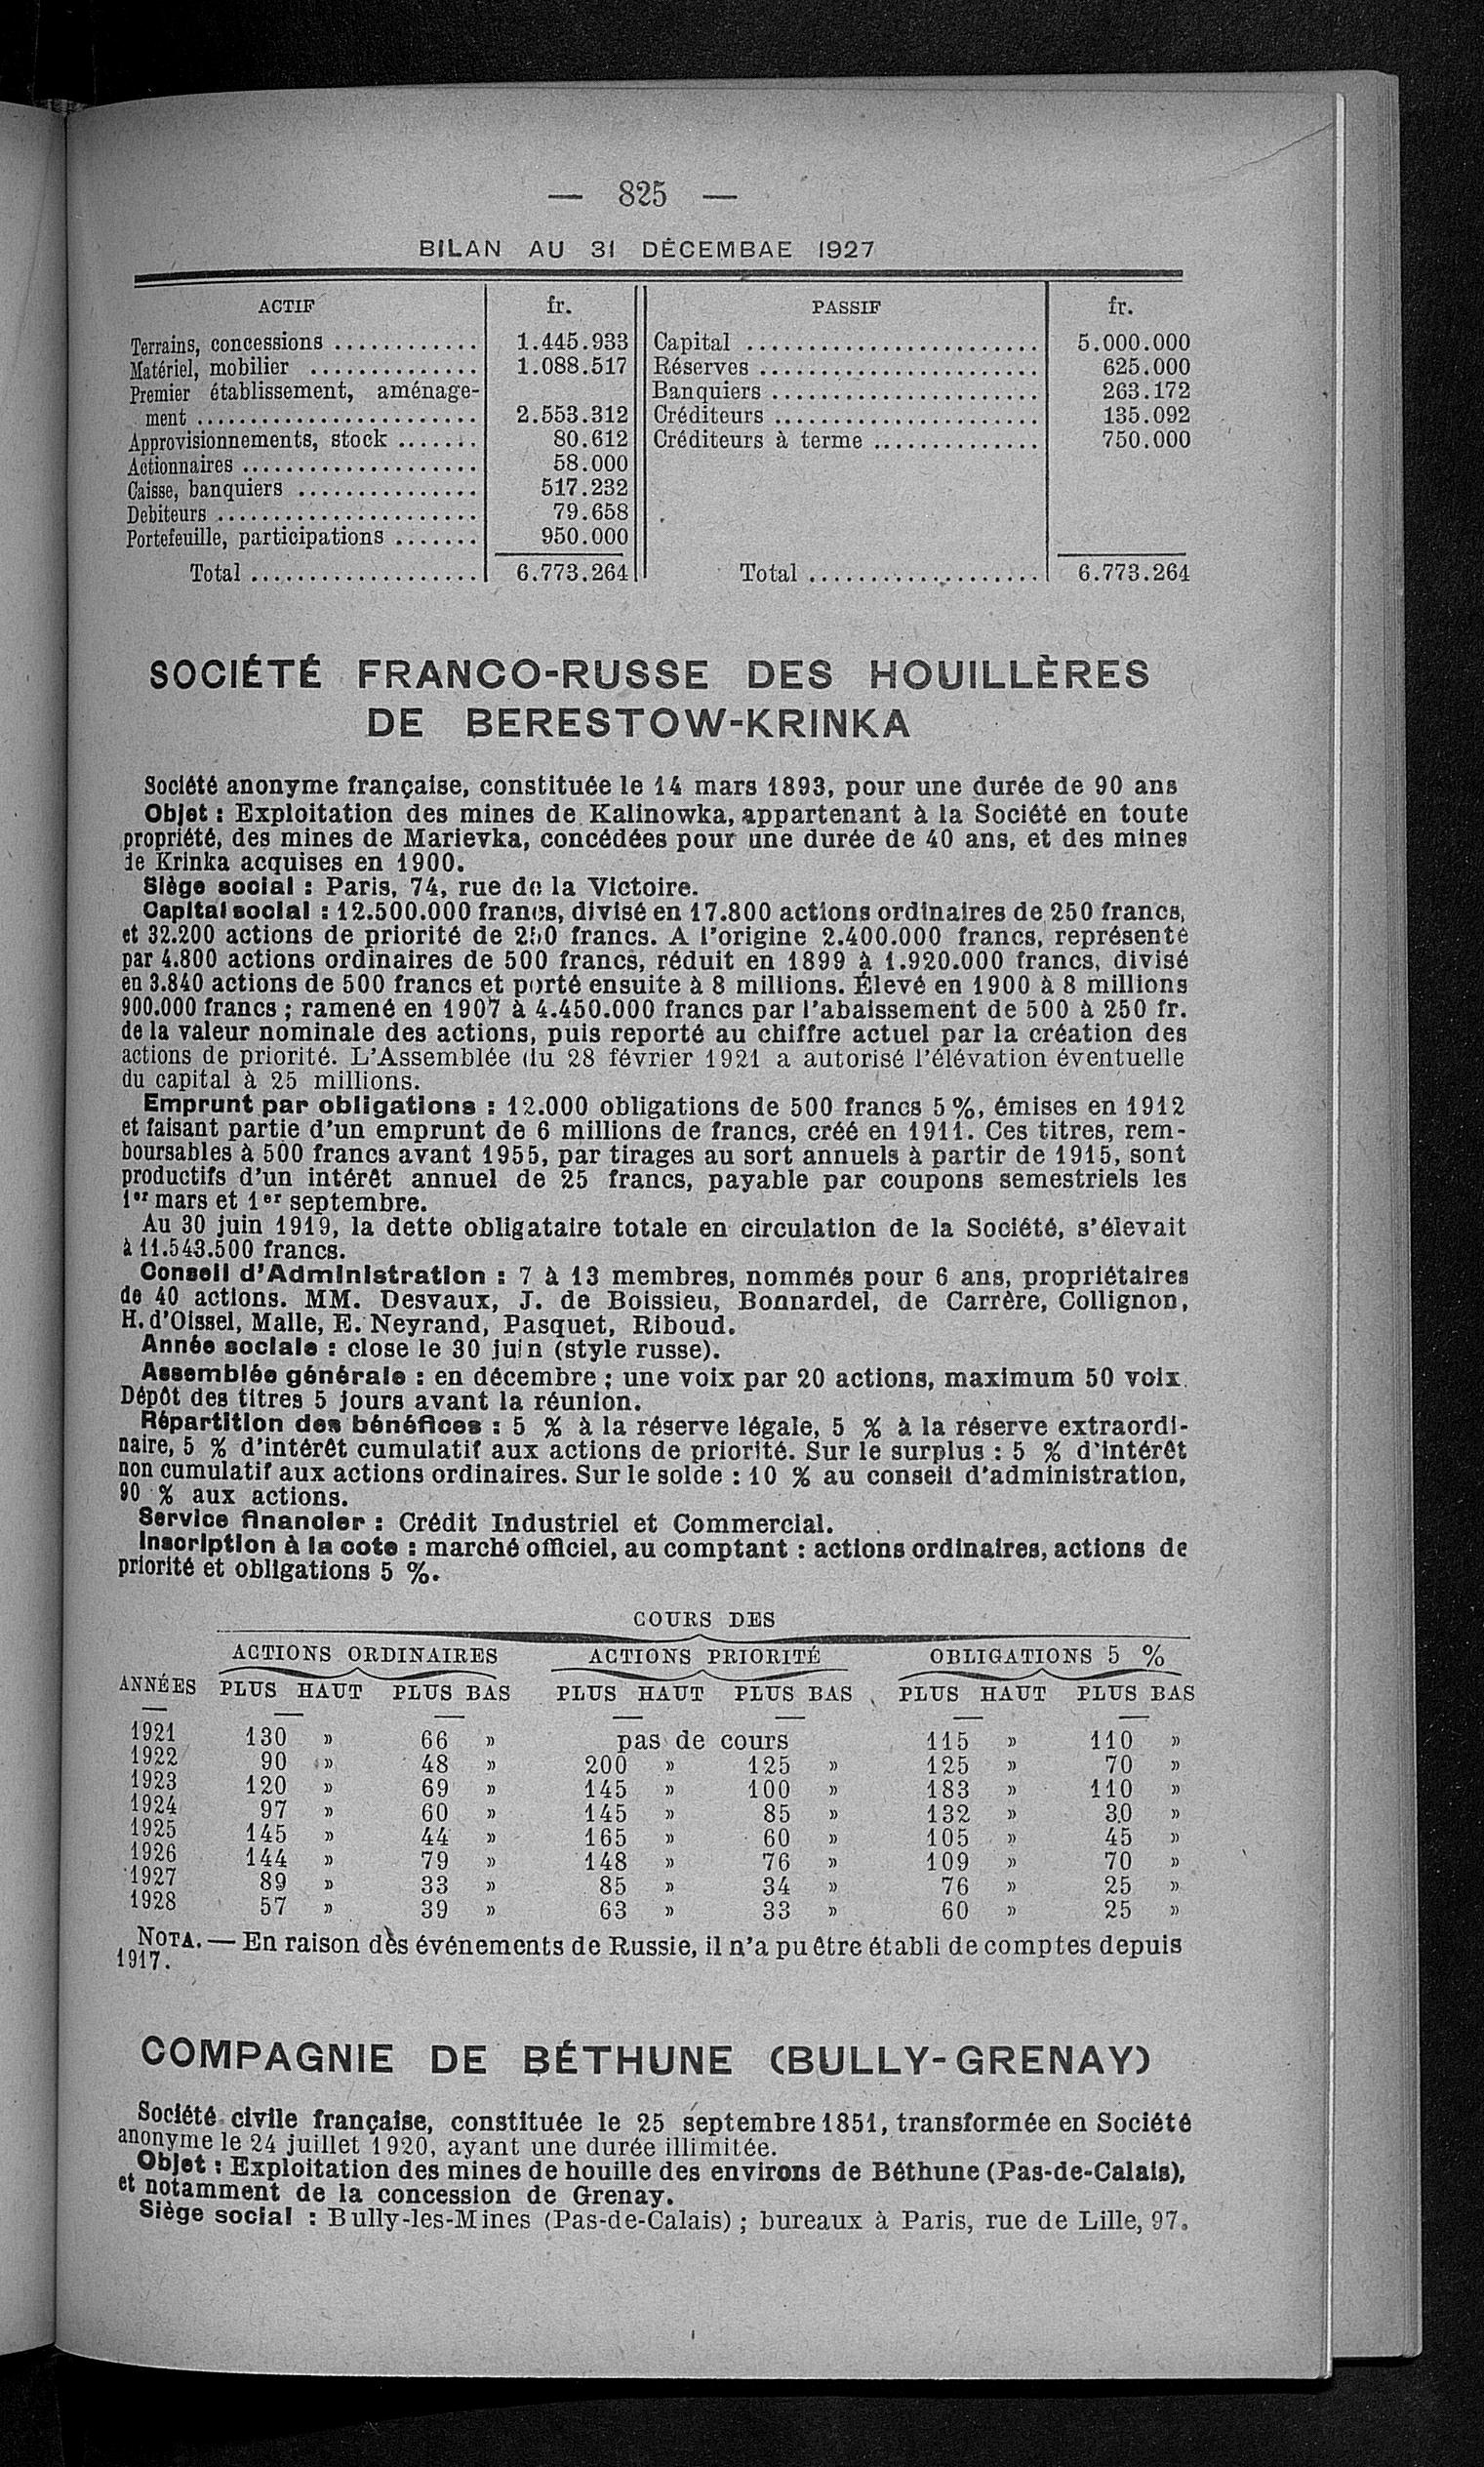 — 825 —
BILAN AU 31 DÉCEMBAE 1927
ACTIF fr. PASSIF fr.
Terrains, concessions ............ 1.445.933 Capital ........................ 5.000.000
Matériel, mobilier .............. 1.088.517 Réserves ....................... 625.000
Premier établissement, aménage- Banquiers ...................... 263.172
ment ........................ 2.553.312 Créditeurs ...................... 135.092
Approvisionnements, stock ....... 80.612 Créditeurs à terme .............. 750.000
Actionnaires .................... 58.000
Caisse, banquiers ............... 517.232
Debiteurs ...................... 79.658
Portefeuille, participations ....... 950.000
Total ................... 6.773.264 Total ................... 6.773.264
SOCIÉTÉ FRANCO-RUSSE DES HOUILLÈRES
DE BERESTOW-KRINKA
Société anonyme française, constituée le 14 mars 1893, pour une durée de 90 ans
Objet : Exploitation des mines de Kalinowka, appartenant à la Société en toute
propriété, des mines de Marievka, concédées pour une durée de 40 ans, et des mines
de Krinka acquises en 1900.
Siège social : Paris, 74, rue de la Victoire.
Capital social : 12.500.000 francs, divisé en 17.800 actions ordinaires de 250 francs,
et 32.200 actions de priorité de 250 francs. A l'origine 2.400.000 francs, représenté
par 4.800 actions ordinaires de 500 francs, réduit en 1899 à 1.920.000 francs, divisé
en 3.840 actions de 500 francs et porté ensuite à 8 millions. Élevé en 1900 à 8 millions
900.000 francs ; ramené en 1907 à 4.450.000 francs par l'abaissement de 500 à 250 fr.
de la valeur nominale des actions, puis reporté au chiffre actuel par la création des
actions de priorité. L'Assemblée du 28 février 1921 a autorisé l'élévation éventuelle
du capital à 25 millions.
Emprunt par obligations : 12.000 obligations de 500 francs 5 %, émises en 1912
et faisant partie d'un emprunt de 6 millions de francs, créé en 1911. Ces titres, rem-
boursables à 500 francs avant 1955, par tirages au sort annuels à partir de 1915, sont
productifs d'un intérêt annuel de 25 francs, payable par coupons semestriels les
1er mars et 1er septembre.
Au 30 juin 1919, la dette obligataire totale en circulation de la Société, s'élevait
à 11.543.500 francs.
Conseil d'Administration : 7 à 13 membres, nommés pour 6 ans, propriétaires
de 40 actions. MM. Desvaux, J. de Boissieu, Bonnardel, de Carrère, Collignon,
H. d'Oissel, Malle, E. Neyrand, Pasquet, Riboud.
Année sociale : close le 30 juin (style russe).
Assemblée générale : en décembre ; une voix par 20 actions, maximum 50 voix.
Dépôt des titres 5 jours avant la réunion.
Répartition des bénéfices : 5 % à la réserve légale, 5 % à la réserve extraordi-
naire, 5 % d'intérêt cumulatif aux actions de priorité. Sur le surplus : 5 % d'intérêt
non cumulatif aux actions ordinaires. Sur le solde : 10 % au conseil d'administration,
90 % aux actions.
Service financier : Crédit Industriel et Commercial.
Inscription à la cote : marché officiel, au comptant : actions ordinaires, actions de
priorité et obligations 5 %.
COURS DES
ACTIONS ORDINAIRES ACTIONS PRIORITÉ OBLIGATIONS 5 %
ANNÉES PLUS HAUT PLUS BAS PLUS HAUT PLUS BAS PLUS HAUT PLUS BAS
1921 130 » 66 » pas de cours 115 » 110 »
1922 90 » 48 » 200 » 125 » 125 » 70 »
1923 120 » 69 » 145 » 100 » 183 » 110 »
1924 97 » 60 » 145 » 85 » 132 » 30 »
1925 145 » 44 » 165 » 60 » 105 » 45 »
1926 144 » 79 » 148 » 76 » 109 » 70 »
1927 89 » 33 » 85 » 34 » 76 » 25 »
1928 57 » 39 » 63 » 33 » 60 » 25 »
NOTA. — En raison des événements de Russie, il n'a pu être établi de comptes depuis
1917.
COMPAGNIE DE BÉTHUNE (BULLY-GRENAY)
Société civile française, constituée le 25 septembre 1851, transformée en Société
anonyme le 24 juillet 1920, ayant une durée illimitée.
Objet : Exploitation des mines de houille des environs de Béthune (Pas-de-Calais),
et notamment de la concession de Grenay.
Siège social : Bully-les-Mines (Pas-de-Calais) ; bureaux à Paris, rue de Lille, 97.